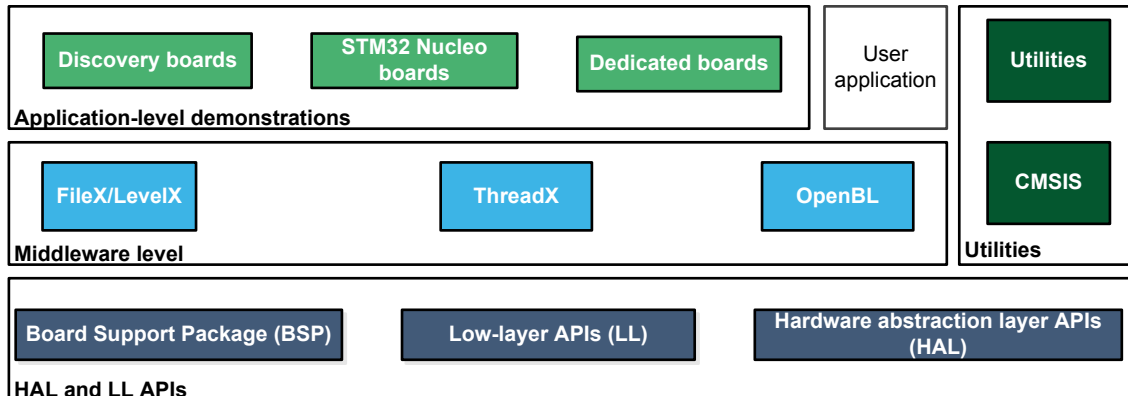 Discovery boards
STM32 Nucleo
boards
Dedicated boards
Application-level demonstrations
User
application
Utilities
CMSIS
Utilities
FileX/LevelX
ThreadX
OpenBL
Middleware level
Board Support Package (BSP)
Low-layer APIs (LL)
Hardware abstraction layer APIs
(HAL)
HAL and LL APIs